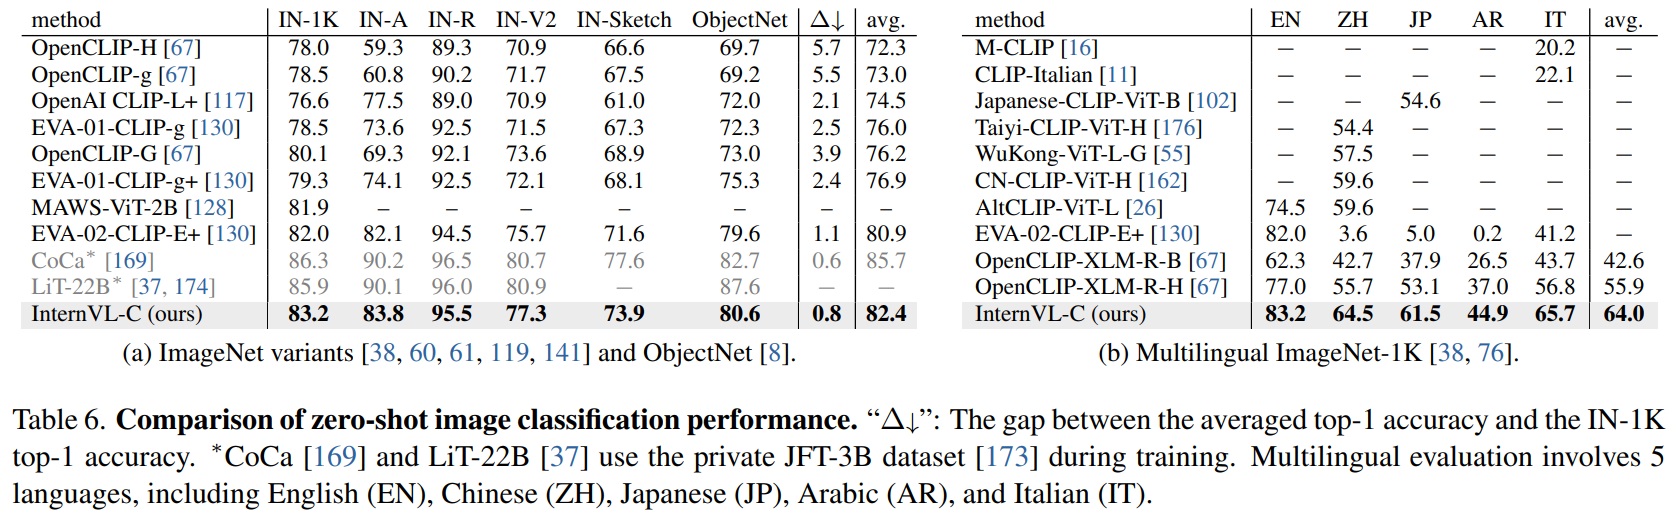 method IN-1K IN-A IN-R IN-V2 IN-Sketch ObjectNet Δ↓ avg.
OpenCLIP-H [67] 78.0 59.3 89.3 70.9 66.6 69.7 5.7 72.3
OpenCLIP-g [67] 78.5 60.8 90.2 71.7 67.5 69.2 5.5 73.0
OpenAI CLIP-L+ [117] 76.6 77.5 89.0 70.9 61.0 72.0 2.1 74.5
EVA-01-CLIP-g [130] 78.5 73.6 92.5 71.5 67.3 72.3 2.5 76.0
OpenCLIP-G [67] 80.1 69.3 92.1 73.6 68.9 73.0 3.9 76.2
EVA-01-CLIP-g+ [130] 79.3 74.1 92.5 72.1 68.1 75.3 2.4 76.9
MAWS-ViT-2B [128] 81.9 – – – – – – –
EVA-02-CLIP-E+ [130] 82.0 82.1 94.5 75.7 71.6 79.6 1.1 80.9
CoCa* [169] 86.3 90.2 96.5 80.7 77.6 82.7 0.6 85.7
LiT-22B* [37, 174] 85.9 90.1 96.0 80.9 — 87.6 — —
InternVL-C (ours) 83.2 83.8 95.5 77.3 73.9 80.6 0.8 82.4
(a) ImageNet variants [38, 60, 61, 119, 141] and ObjectNet [8].
method EN ZH JP AR IT avg.
M-CLIP [16] — — — — 20.2 —
CLIP-Italian [11] — — — — 22.1 —
Japanese-CLIP-ViT-B [102] — — 54.6 — — —
Taiyi-CLIP-ViT-H [176] — 54.4 — — — —
WuKong-ViT-L-G [55] — 57.5 — — — —
CN-CLIP-ViT-H [162] — 59.6 — — — —
AltCLIP-ViT-L [26] 74.5 59.6 — — — —
EVA-02-CLIP-E+ [130] 82.0 3.6 5.0 0.2 41.2 —
OpenCLIP-XLM-R-B [67] 62.3 42.7 37.9 26.5 43.7 42.6
OpenCLIP-XLM-R-H [67] 77.0 55.7 53.1 37.0 56.8 55.9
InternVL-C (ours) 83.2 64.5 61.5 44.9 65.7 64.0
(b) Multilingual ImageNet-1K [38, 76].
Table 6. Comparison of zero-shot image classification performance. “Δ↓”: The gap between the averaged top-1 accuracy and the IN-1K
top-1 accuracy. *CoCa [169] and LiT-22B [37] use the private JFT-3B dataset [173] during training. Multilingual evaluation involves 5
languages, including English (EN), Chinese (ZH), Japanese (JP), Arabic (AR), and Italian (IT).